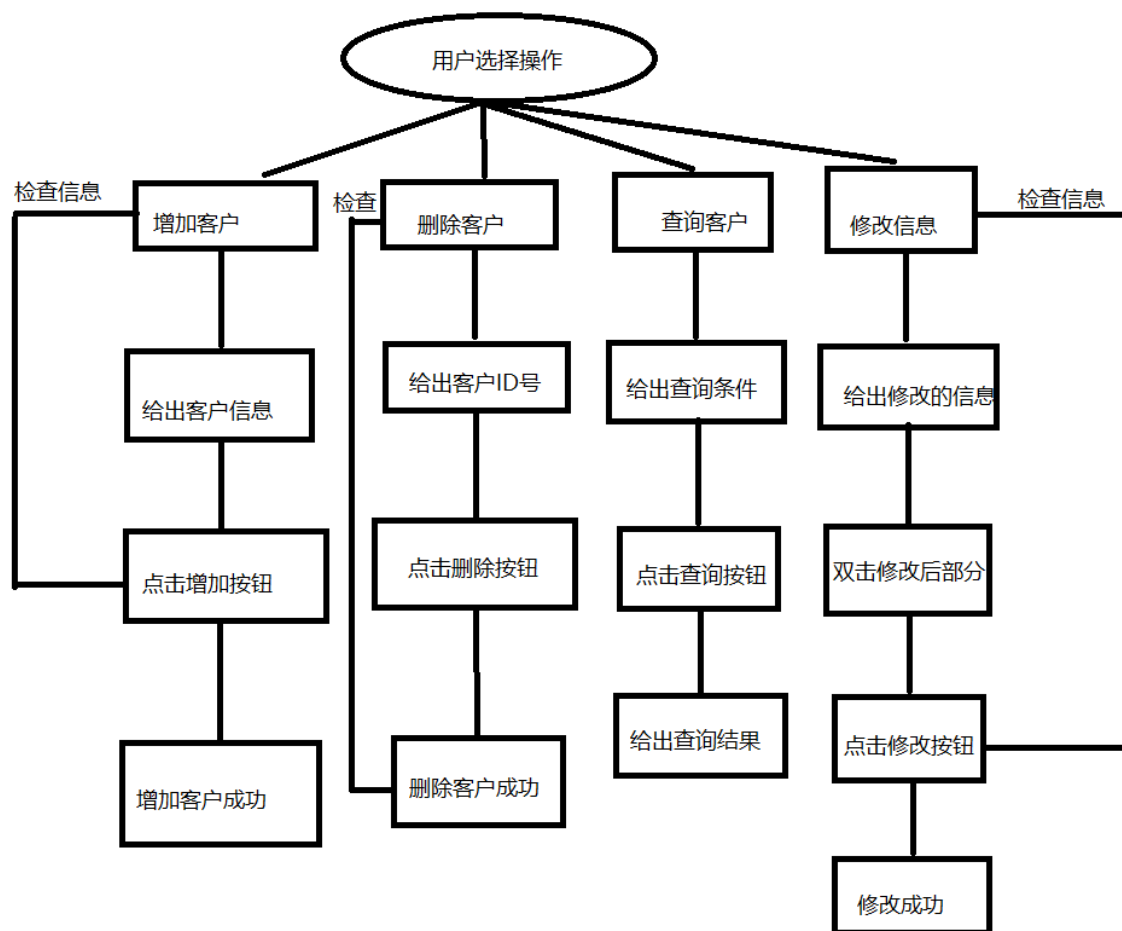 用户选择操作
检查信息
增加客户
检查
删除客户
查询客户
修改信息
检查信息
给出客户信息
给出客户ID号
给出查询条件
给出修改的信息
点击增加按钮
点击删除按钮
点击查询按钮
双击修改后部分
增加客户成功
删除客户成功
给出查询结果
点击修改按钮
修改成功